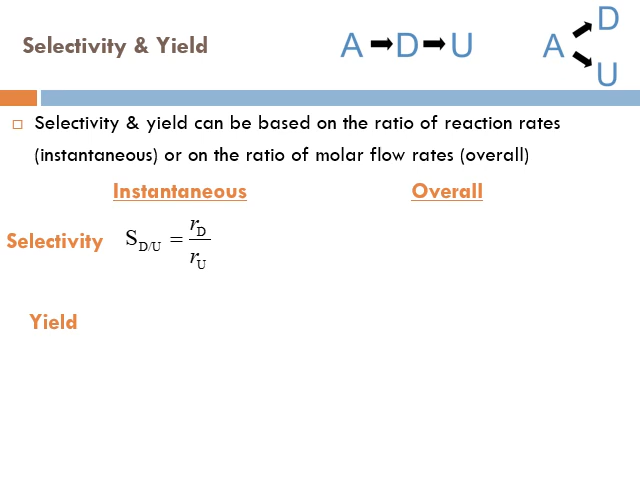 Selectivity & Yield
A → D → U
A
D
U
Selectivity & yield can be based on the ratio of reaction rates
(instantaneous) or on the ratio of molar flow rates (overall)
Instantaneous Overall
Selectivity S_D/U = r_D / r_U
Yield